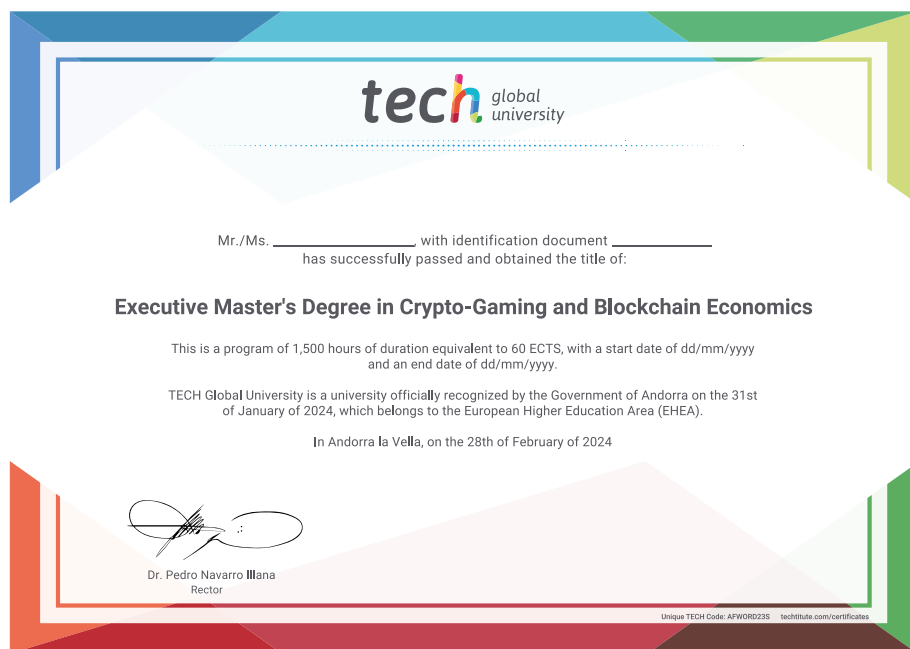 tech global university
Mr./Ms. ____________________, with identification document ______________
has successfully passed and obtained the title of:
Executive Master's Degree in Crypto-Gaming and Blockchain Economics
This is a program of 1,500 hours of duration equivalent to 60 ECTS, with a start date of dd/mm/yyyy
and an end date of dd/mm/yyyy.
TECH Global University is a university officially recognized by the Government of Andorra on the 31st
of January of 2024, which belongs to the European Higher Education Area (EHEA).
In Andorra la Vella, on the 28th of February of 2024
Dr. Pedro Navarro Illana
Rector
Unique TECH Code: AFWORD23S techtitute.com/certificates